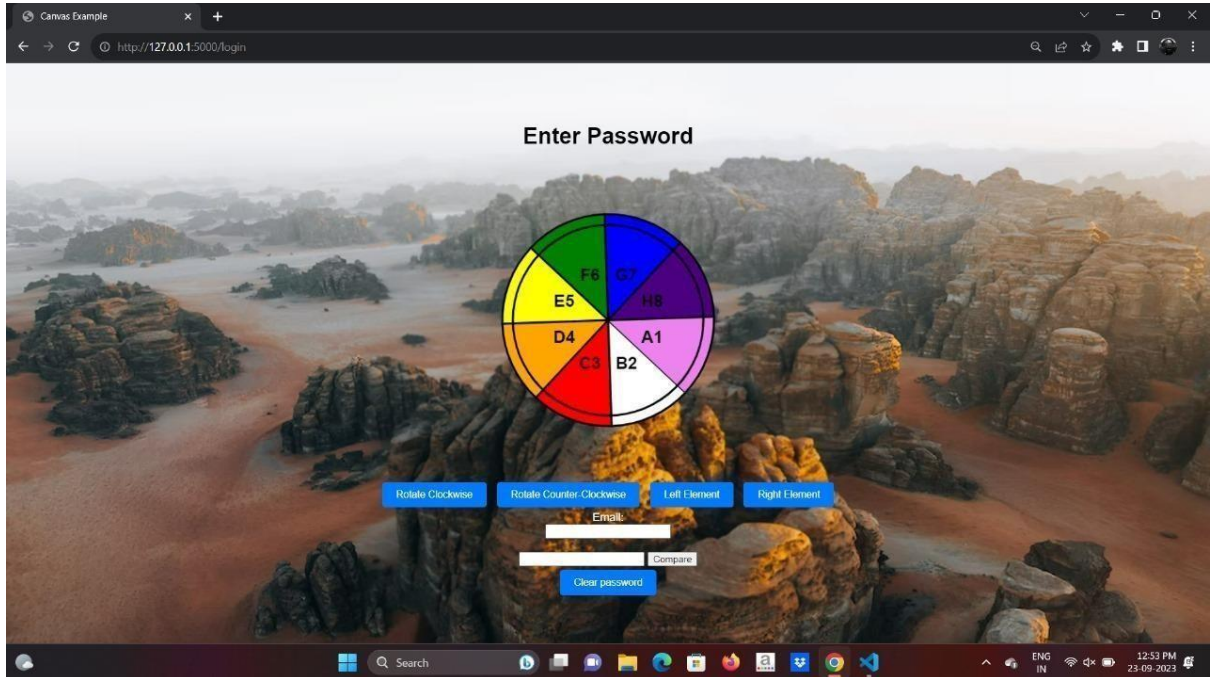 Canvas Example
http://127.0.0.1:5000/login
Enter Password
F6 G7
E5 H8
D4 A1
C3 B2
Rotate Clockwise Rotate Counter-Clockwise Left Element Right Element
Email:
Compare
Clear password
Search
ENG 12:53 PM
IN 23-09-2023